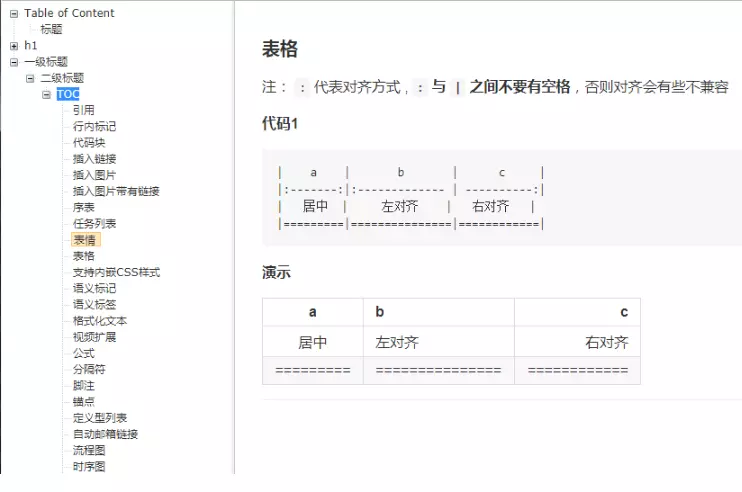 Table of Content
标题
h1
一级标题
二级标题
TOC
引用
行内标记
代码块
插入链接
插入图片
插入图片带有链接
序表
任务列表
表情
表格
支持内嵌CSS样式
语义标记
语义标签
格式化文本
视频扩展
公式
分隔符
脚注
锚点
定义型列表
自动邮箱链接
流程图
时序图
表格
注： : 代表对齐方式 , : 与 | 之间不要有空格，否则对齐会有些不兼容
代码1
| a | b | c |
|:-------:|:------------- | ----------:|
| 居中 | 左对齐 | 右对齐 |
|=========|===============|============|
演示
a b c
居中 左对齐 右对齐
========= =============== ============